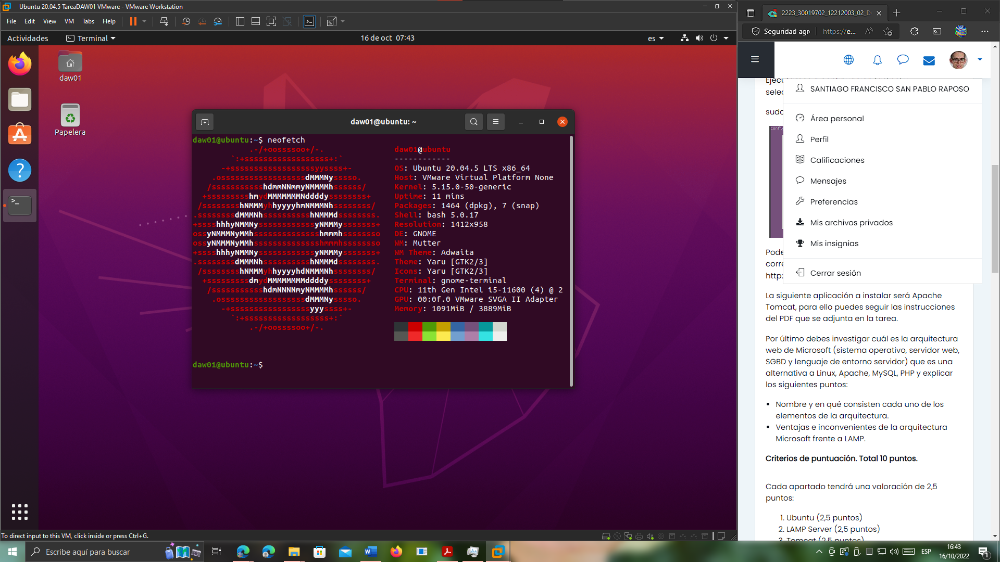 Ubuntu 20.04.5 TareaDAW01 VMware - VMware Workstation
File Edit View VM Tabs Help
Actividades
Terminal
16 de oct 07:43
es
daw01
Papelera
daw01@ubuntu: ~
daw01@ubuntu:~$ neofetch
.-/+oossssoo+/-.
`:+ssssssssssssssssss+:`
-+ssssssssssssssssssyyssss+-
.ossssssssssssssssssdMMMNysssso.
/ssssssssssshdmmNNmmyNMMMMhssssss/
+ssssssssshmydMMMMMMMNddddyssssssss+
/sssssssshNMMMyhhyyyyhmNMMMNhssssssss/
.ssssssssdMMMNhsssssssssshNMMMdssssssss.
+sssshhhyNMMNyssssssssssssyNMMMysssssss+
ossyNMMMNyMMhsssssssssssssshmmmhssssssso
ossyNMMMNyMMhsssssssssssssshmmmhssssssso
+sssshhhyNMMNyssssssssssssyNMMMysssssss+
.ssssssssdMMMNhsssssssssshNMMMdssssssss.
/sssssssshNMMMyhhyyyyhdNMMMNhssssssss/
+sssssssssdmydMMMMMMMMddddyssssssss+
/ssssssssssshdmNNNNmyNMMMMhssssss/
.ossssssssssssssssssdMMMNysssso.
-+sssssssssssssssssyyyssss+-
`:+ssssssssssssssssss+:`
.-/+oossssoo+/-.
daw01@ubuntu
------------
OS: Ubuntu 20.04.5 LTS x86_64
Host: VMware Virtual Platform None
Kernel: 5.15.0-50-generic
Uptime: 11 mins
Packages: 1464 (dpkg), 7 (snap)
Shell: bash 5.0.17
Resolution: 1412x958
DE: GNOME
WM: Mutter
WM Theme: Adwaita
Theme: Yaru [GTK2/3]
Icons: Yaru [GTK2/3]
Terminal: gnome-terminal
CPU: 11th Gen Intel i5-11600 (4) @ 2
GPU: 00:0f.0 VMware SVGA II Adapter
Memory: 1091MiB / 3889MiB
daw01@ubuntu:~$
To direct input to this VM, click inside or press Ctrl+G.
2223_30019702_12212003_02_D
Seguridad agr
https://e...
Ejecu
selec
sudo
Confi
Pode
corre
http:
SANTIAGO FRANCISCO SAN PABLO RAPOSO
Área personal
Perfil
Calificaciones
Mensajes
Preferencias
Mis archivos privados
Mis insignias
Cerrar sesión
La siguiente aplicación a instalar será Apache
Tomcat, para ello puedes seguir las instrucciones
del PDF que se adjunta en la tarea.
Por último debes investigar cuál es la arquitectura
web de Microsoft (sistema operativo, servidor web,
SGBD y lenguaje de entorno servidor) que es una
alternativa a Linux, Apache, MySQL, PHP y explicar
los siguientes puntos:
• Nombre y en qué consisten cada uno de los
elementos de la arquitectura.
• Ventajas e inconvenientes de la arquitectura
Microsoft frente a LAMP.
Criterios de puntuación. Total 10 puntos.
Cada apartado tendrá una valoración de 2,5
puntos:
1. Ubuntu (2,5 puntos)
2. LAMP Server (2,5 puntos)
3. Tomcat (2,5 puntos)
Escribe aquí para buscar
ESP
16:43
16/10/2022
1